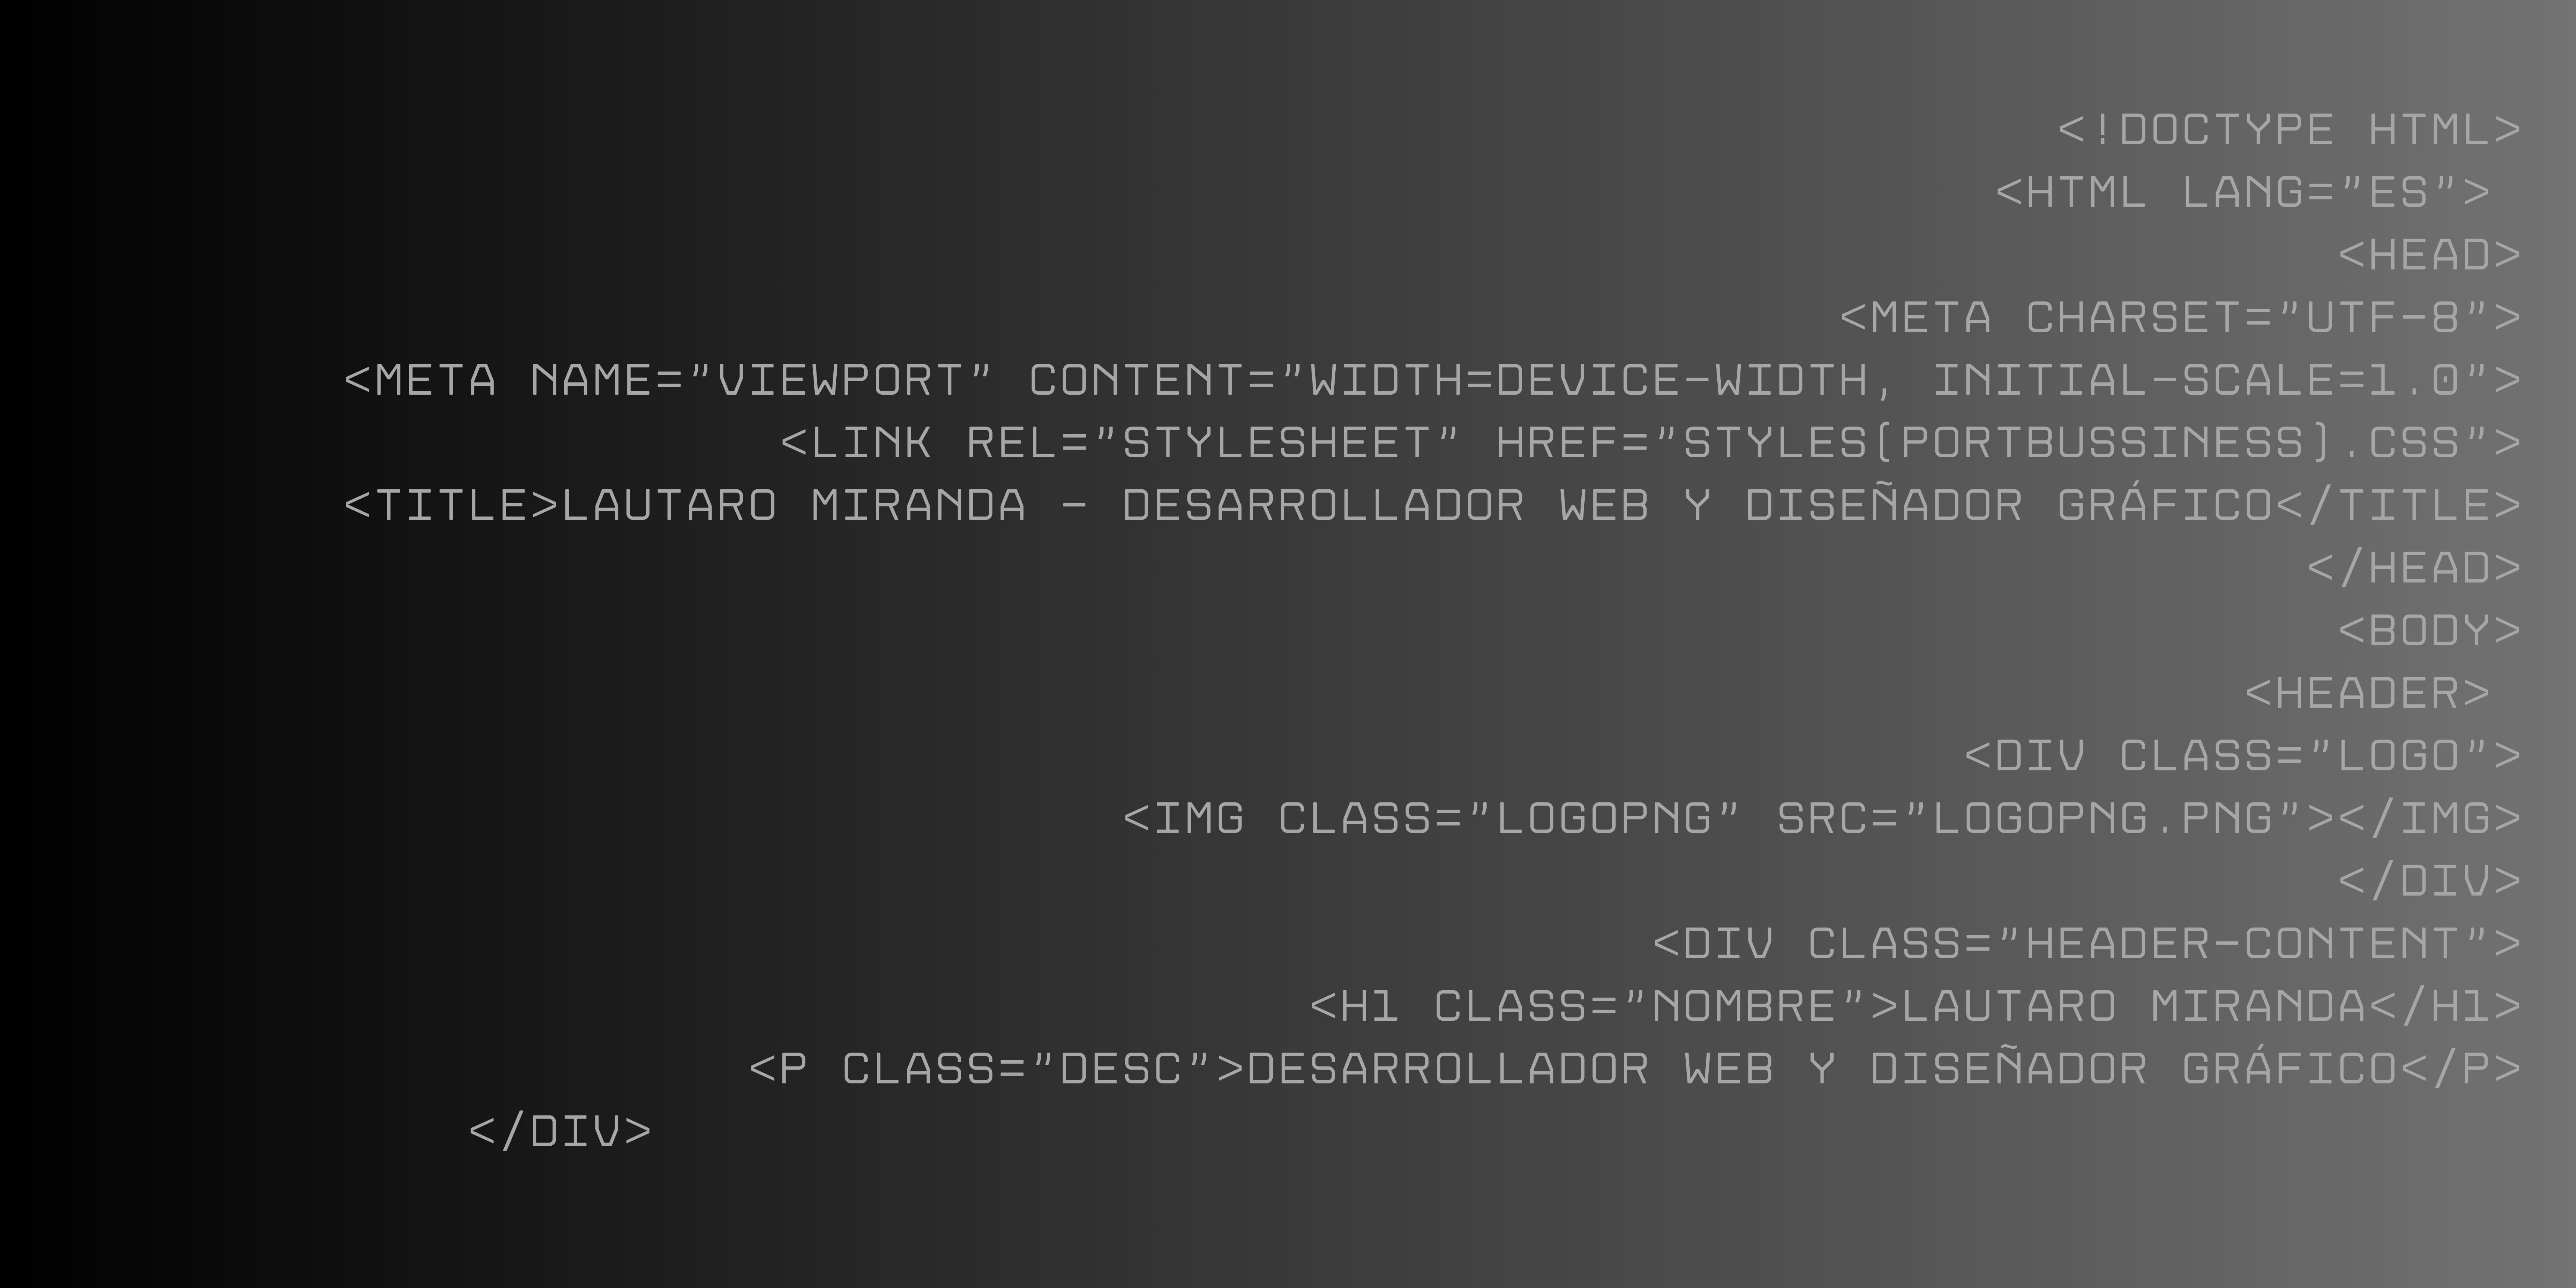 <!DOCTYPE HTML>
<HTML LANG="ES">
<HEAD>
<META CHARSET="UTF-8">
<META NAME="VIEWPORT" CONTENT="WIDTH=DEVICE-WIDTH, INITIAL-SCALE=1.0">
<LINK REL="STYLESHEET" HREF="STYLES(PORTBUSSINESS).CSS">
<TITLE>LAUTARO MIRANDA - DESARROLLADOR WEB Y DISEÑADOR GRÁFICO</TITLE>
</HEAD>
<BODY>
<HEADER>
<DIV CLASS="LOGO">
<IMG CLASS="LOGOPNG" SRC="LOGOPNG.PNG"></IMG>
</DIV>
<DIV CLASS="HEADER-CONTENT">
<H1 CLASS="NOMBRE">LAUTARO MIRANDA</H1>
<P CLASS="DESC">DESARROLLADOR WEB Y DISEÑADOR GRÁFICO</P>
</DIV>